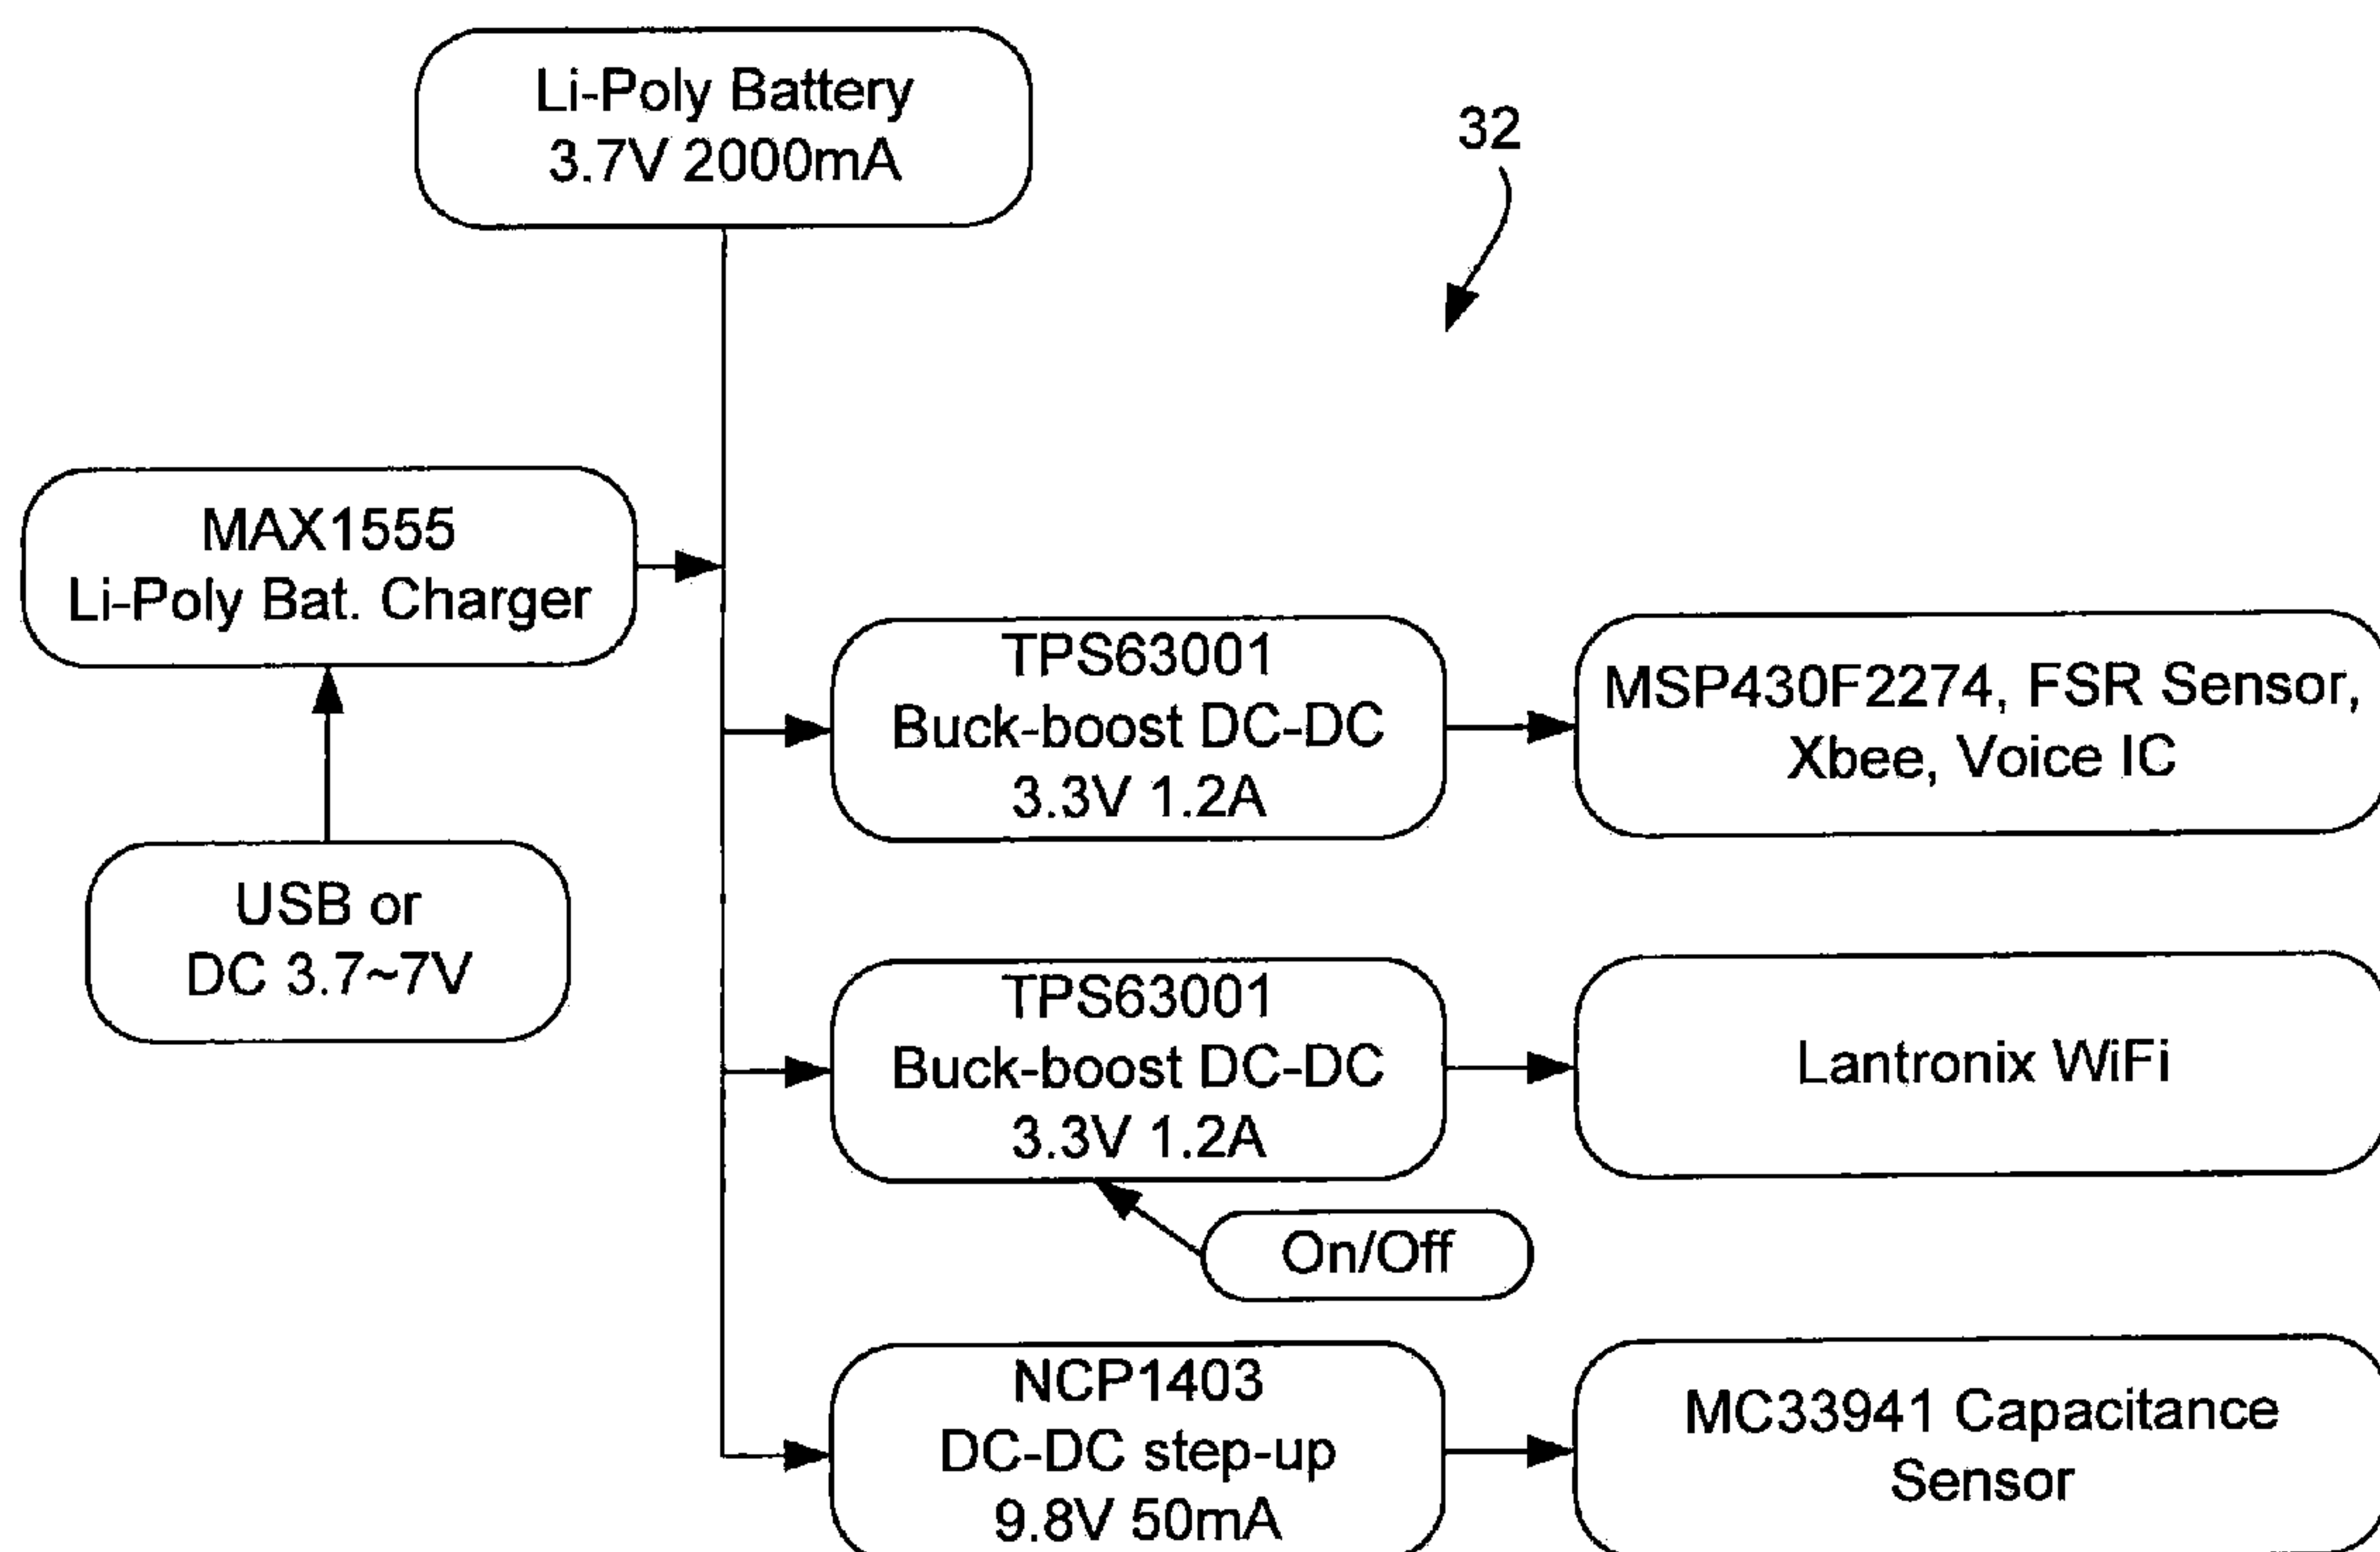 Li-Poly Battery
3.7V 2000mA
32
MAX1555
Li-Poly Bat. Charger
USB or
DC 3.7~7V
TPS63001
Buck-boost DC-DC
3.3V 1.2A
MSP430F2274, FSR Sensor,
Xbee, Voice IC
TPS63001
Buck-boost DC-DC
3.3V 1.2A
Lantronix WiFi
On/Off
NCP1403
DC-DC step-up
9.8V 50mA
MC33941 Capacitance
Sensor